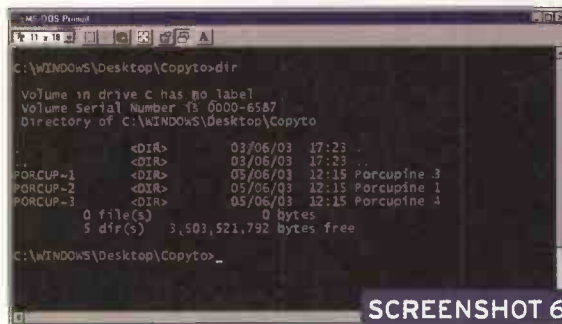 MS-DOS Prompt
11 x 18
A
C:\WINDOWS\Desktop\Copyto>dir
Volume in drive C has no label
Volume Serial Number is 0000-6587
Directory of C:\WINDOWS\Desktop\Copyto
. <DIR> 03/06/03 17:23 .
.. <DIR> 03/06/03 17:23 ..
PORCUP~1 <DIR> 05/06/03 12:15 Porcupine 3
PORCUP~2 <DIR> 05/06/03 12:15 Porcupine 1
PORCUP~3 <DIR> 05/06/03 12:15 Porcupine 4
0 file(s) 0 bytes
5 dir(s) 3,503,521,792 bytes free
C:\WINDOWS\Desktop\Copyto>_
SCREENSHOT 6